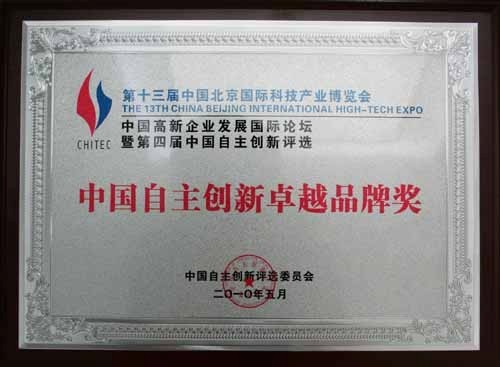 第十三届中国北京国际科技产业博览会
THE 13TH CHINA BEIJING INTERNATIONAL HIGH-TECH EXPO
中国高新企业发展国际论坛
暨第四届中国自主创新评选
CHITEC
中国自主创新卓越品牌奖
中国自主创新评选委员会
二〇一〇年五月